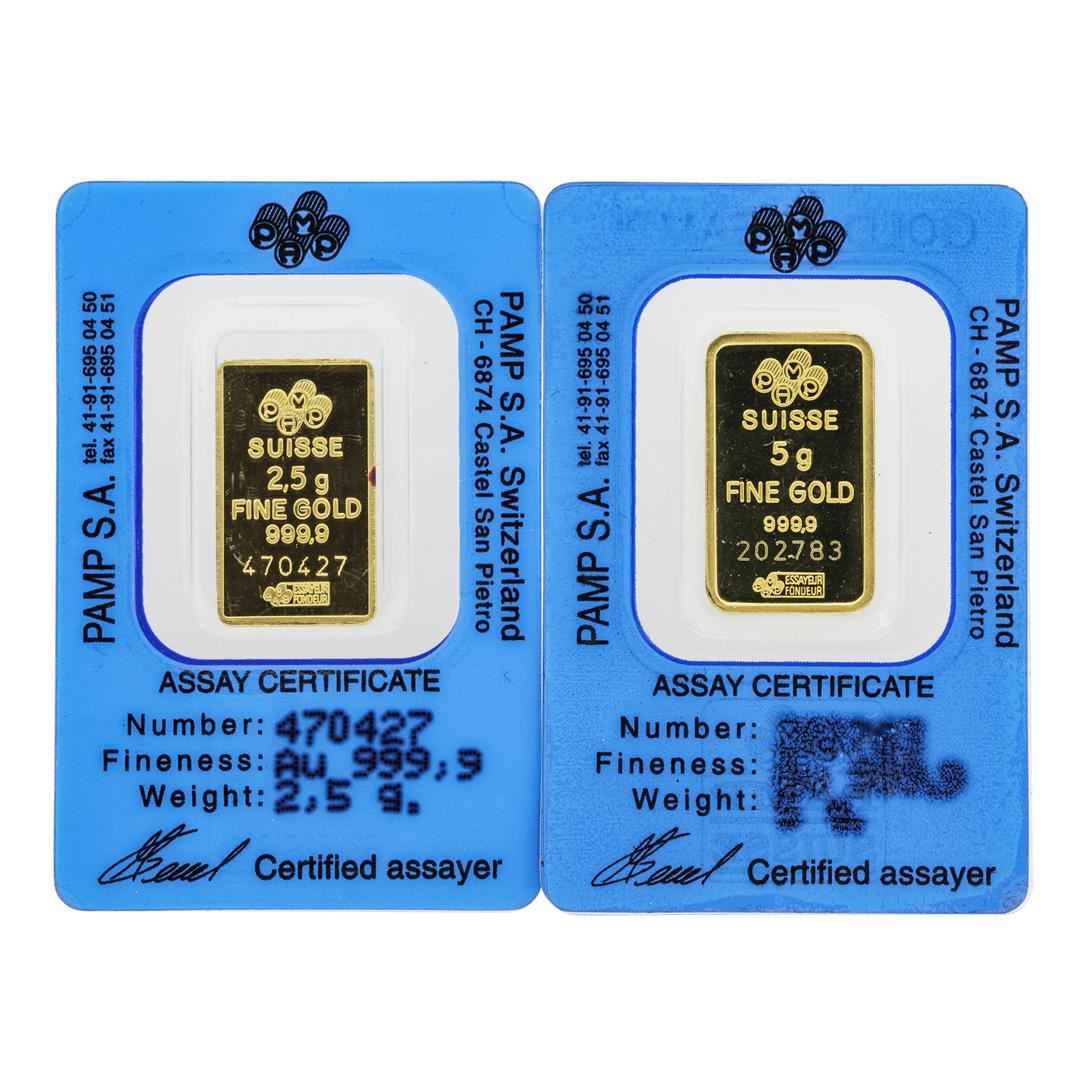 PAMP
tel. 41-91-695 04 50
fax 41-91-695 04 51
PAMP S.A.
SUISSE
2,5 g
FINE GOLD
999,9
470427
PAMP
ESSAYEUR
FONDEUR
PAMP S.A. Switzerland
CH - 6874 Castel San Pietro
ASSAY CERTIFICATE
Number: 470427
Fineness: Au 999,9
Weight: 2,5 g.
Certified assayer
PAMP
tel. 41-91-695 04 50
fax 41-91-695 04 51
PAMP S.A.
PAMP
SUISSE
5 g
FINE GOLD
999,9
202783
ESSAYEUR
FONDEUR
PAMP S.A. Switzerland
CH - 6874 Castel San Pietro
ASSAY CERTIFICATE
Number:
Fineness:
Weight:
Certified assayer